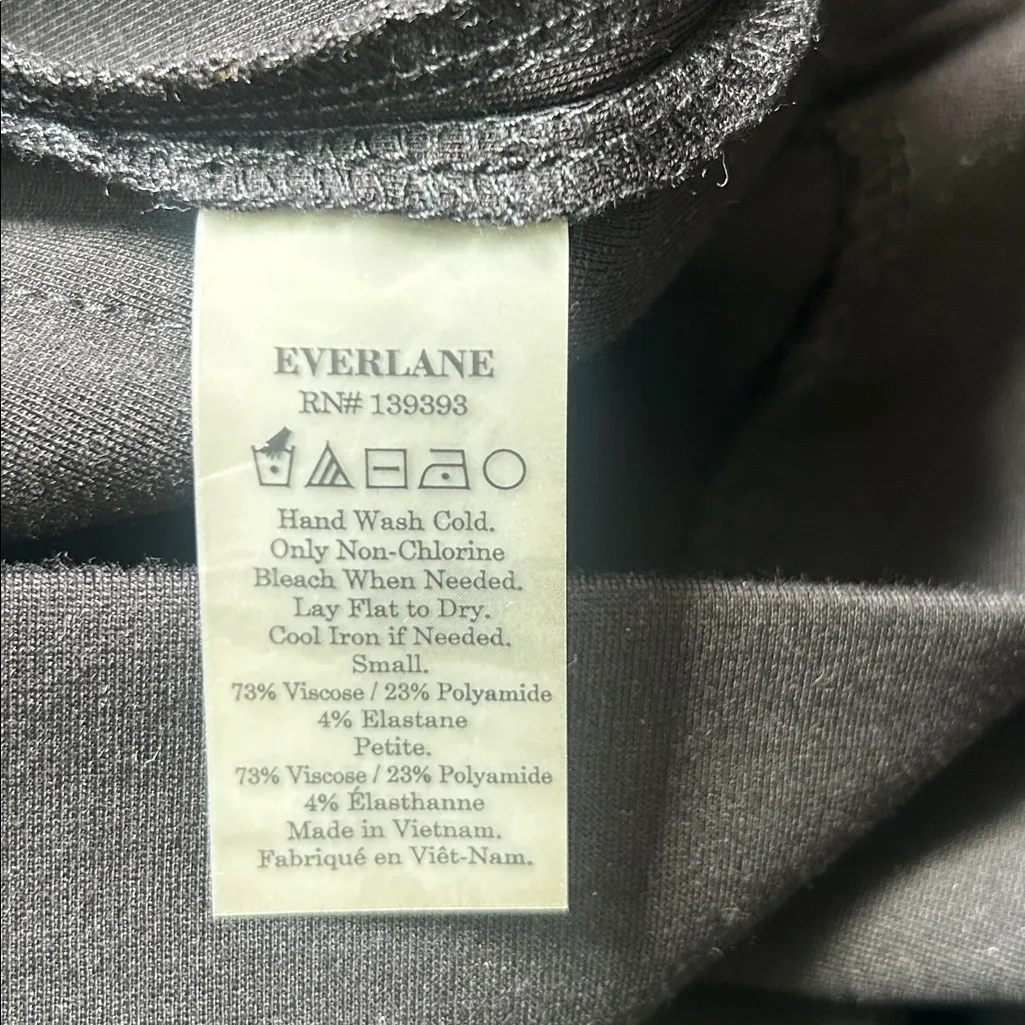 EVERLANE
RN# 139393
Hand Wash Cold.
Only Non-Chlorine
Bleach When Needed.
Lay Flat to Dry.
Cool Iron if Needed.
Small.
73% Viscose / 23% Polyamide
4% Elastane
Petite.
73% Viscose / 23% Polyamide
4% Élasthanne
Made in Vietnam.
Fabriqué en Viêt-Nam.